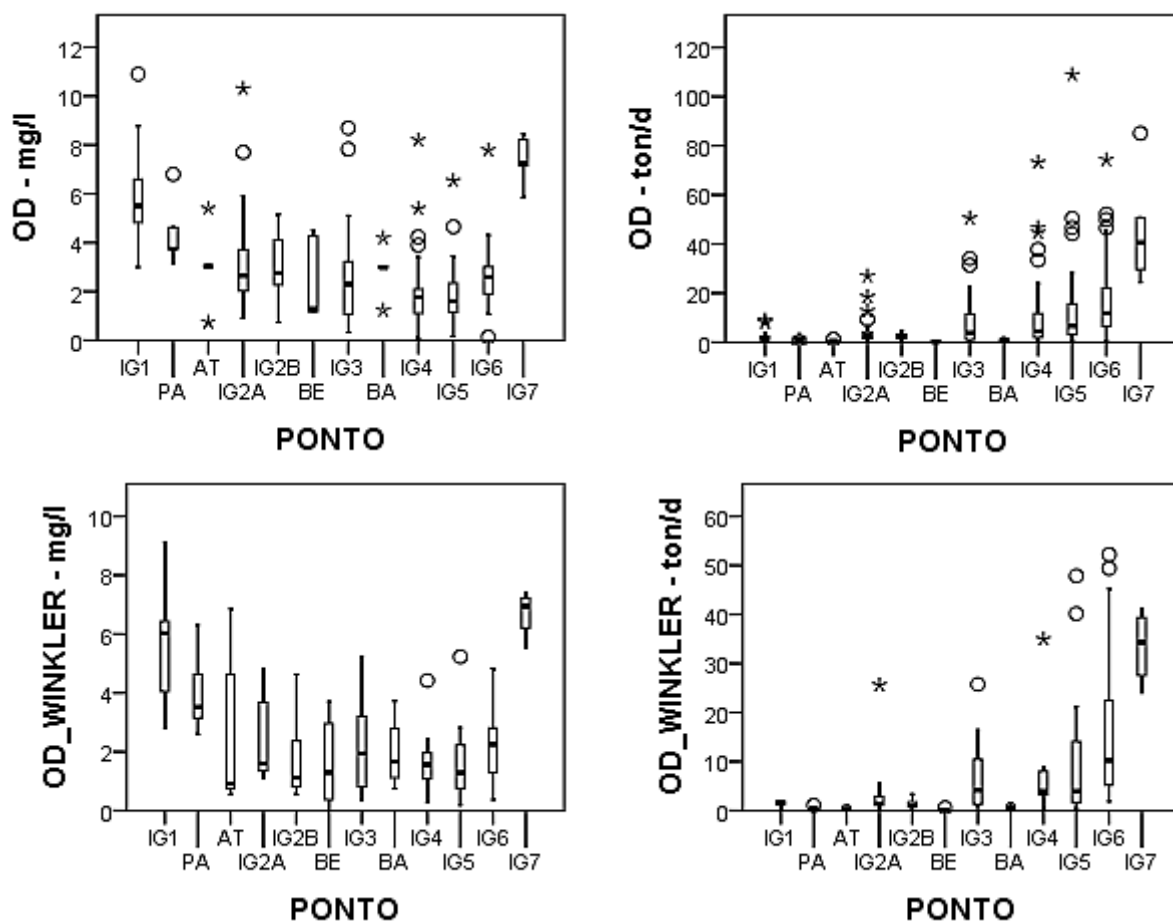 OD - mg/l
12
10
8
6
4
2
0
IG1 AT IG2B IG3 IG4 IG6
PA IG2A BE BA IG5 IG7
PONTO
OD - ton/d
120
100
80
60
40
20
0
IG1 AT IG2B IG3 IG4 IG6
PA IG2A BE BA IG5 IG7
PONTO
OD_WINKLER - mg/l
10
8
6
4
2
0
IG1 AT IG2B IG3 IG4 IG6
PA IG2A BE BA IG5 IG7
PONTO
OD_WINKLER - ton/d
60
50
40
30
20
10
0
IG1 AT IG2B IG3 IG4 IG6
PA IG2A BE BA IG5 IG7
PONTO